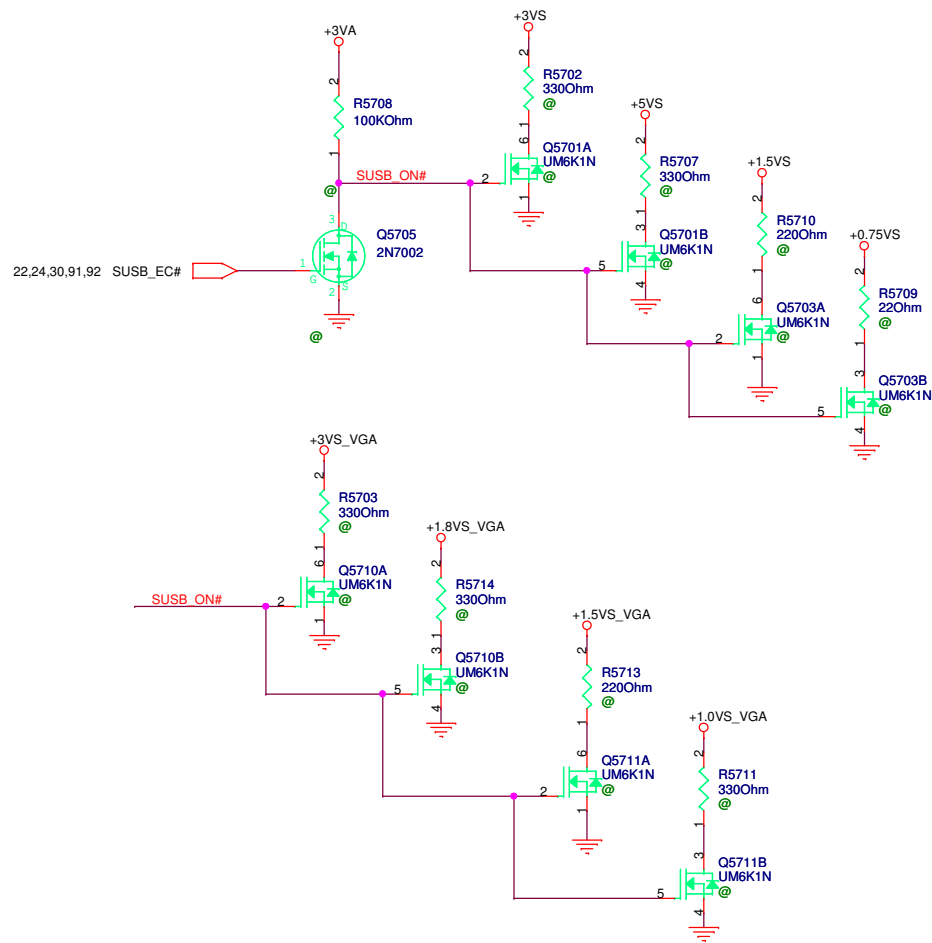 +3VA
2
R5708
100KOhm
1
@
SUSB_ON#
3
D
Q5705
2N7002
1
G
2
S
22,24,30,91,92 SUSB_EC#
@
+3VS
2
R5702
330Ohm
@
1
6
Q5701A
UM6K1N
@
2
1
+5VS
2
R5707
330Ohm
@
1
3
Q5701B
UM6K1N
@
5
4
+1.5VS
2
R5710
220Ohm
@
1
6
Q5703A
UM6K1N
@
2
1
+0.75VS
2
R5709
22Ohm
@
1
3
Q5703B
UM6K1N
@
5
4
+3VS_VGA
2
R5703
330Ohm
@
1
6
Q5710A
UM6K1N
@
SUSB_ON#
2
1
+1.8VS_VGA
2
R5714
330Ohm
@
1
3
Q5710B
UM6K1N
@
5
4
+1.5VS_VGA
2
R5713
220Ohm
@
1
6
Q5711A
UM6K1N
@
2
1
+1.0VS_VGA
2
R5711
330Ohm
@
1
3
Q5711B
UM6K1N
@
5
4